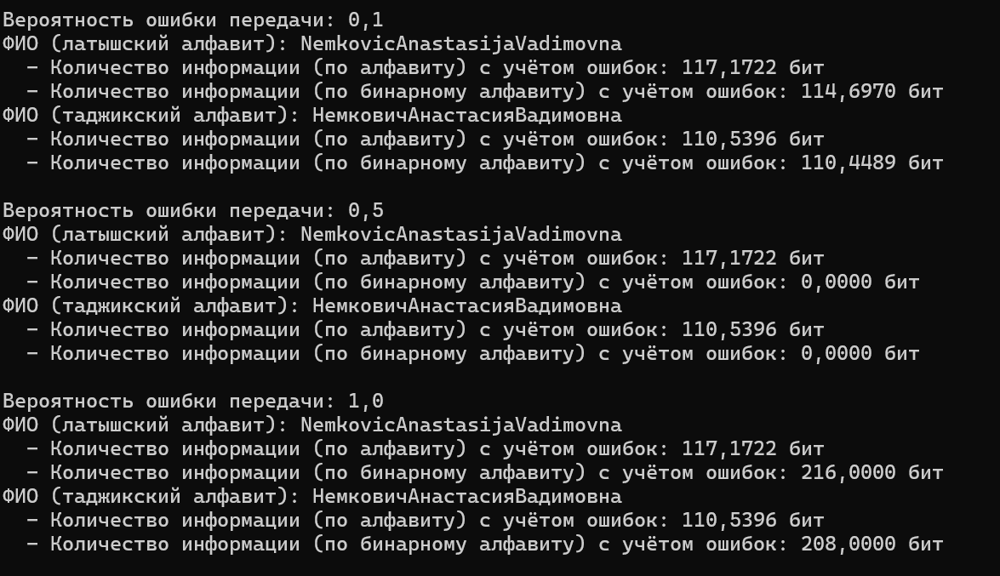 Вероятность ошибки передачи: 0,1
ФИО (латышский алфавит): NemkovicAnastasijaVadimovna
- Количество информации (по алфавиту) с учётом ошибок: 117,1722 бит
- Количество информации (по бинарному алфавиту) с учётом ошибок: 114,6970 бит
ФИО (таджикский алфавит): НемковичАнастасияВадимовна
- Количество информации (по алфавиту) с учётом ошибок: 110,5396 бит
- Количество информации (по бинарному алфавиту) с учётом ошибок: 110,4489 бит
Вероятность ошибки передачи: 0,5
ФИО (латышский алфавит): NemkovicAnastasijaVadimovna
- Количество информации (по алфавиту) с учётом ошибок: 117,1722 бит
- Количество информации (по бинарному алфавиту) с учётом ошибок: 0,0000 бит
ФИО (таджикский алфавит): НемковичАнастасияВадимовна
- Количество информации (по алфавиту) с учётом ошибок: 110,5396 бит
- Количество информации (по бинарному алфавиту) с учётом ошибок: 0,0000 бит
Вероятность ошибки передачи: 1,0
ФИО (латышский алфавит): NemkovicAnastasijaVadimovna
- Количество информации (по алфавиту) с учётом ошибок: 117,1722 бит
- Количество информации (по бинарному алфавиту) с учётом ошибок: 216,0000 бит
ФИО (таджикский алфавит): НемковичАнастасияВадимовна
- Количество информации (по алфавиту) с учётом ошибок: 110,5396 бит
- Количество информации (по бинарному алфавиту) с учётом ошибок: 208,0000 бит